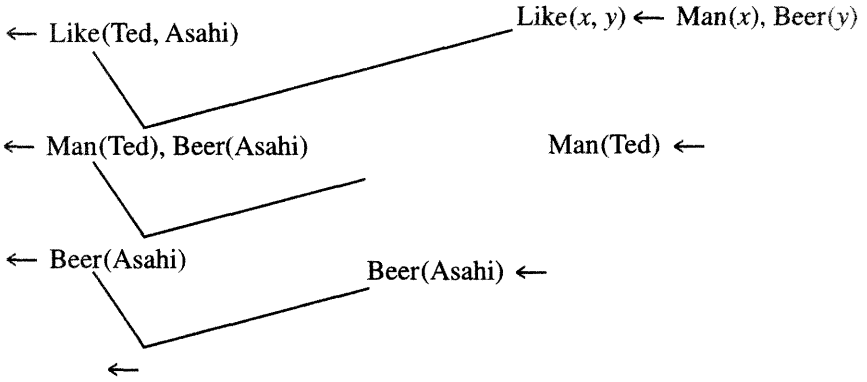 ← Like(Ted, Asahi)
Like(x, y) ← Man(x), Beer(y)
← Man(Ted), Beer(Asahi)
Man(Ted) ←
← Beer(Asahi)
Beer(Asahi) ←
←